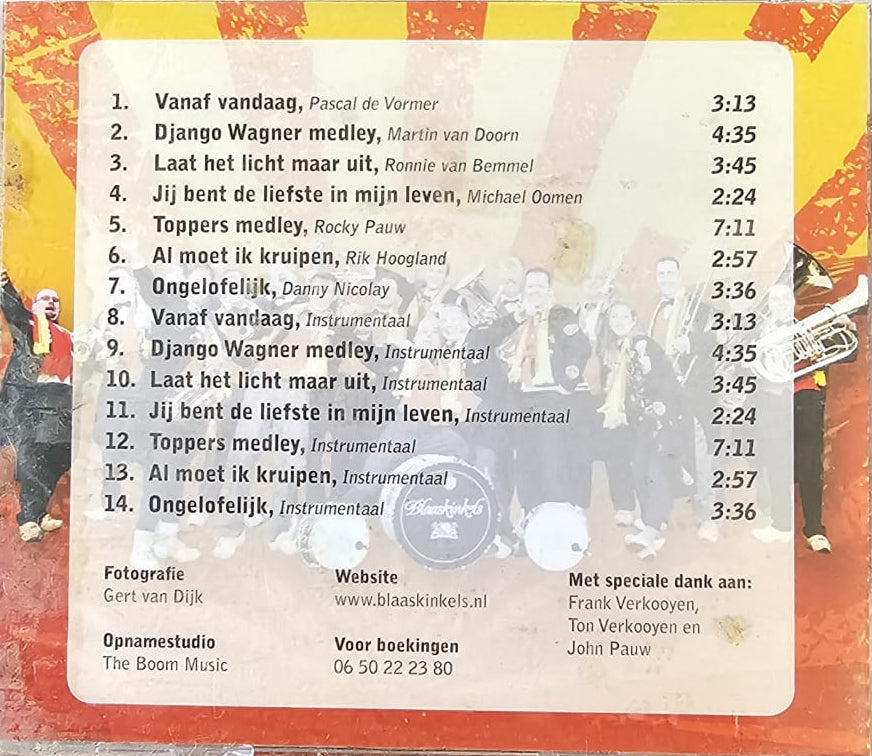 1. Vanaf vandaag, Pascal de Vormer 3:13
2. Django Wagner medley, Martin van Doorn 4:35
3. Laat het licht maar uit, Ronnie van Bemmel 3:45
4. Jij bent de liefste in mijn leven, Michael Oomen 2:24
5. Toppers medley, Rocky Pauw 7:11
6. Al moet ik kruipen, Rik Hoogland 2:57
7. Ongelofelijk, Danny Nicolay 3:36
8. Vanaf vandaag, Instrumentaal 3:13
9. Django Wagner medley, Instrumentaal 4:35
10. Laat het licht maar uit, Instrumentaal 3:45
11. Jij bent de liefste in mijn leven, Instrumentaal 2:24
12. Toppers medley, Instrumentaal 7:11
13. Al moet ik kruipen, Instrumentaal 2:57
14. Ongelofelijk, Instrumentaal 3:36
Blaaskinkels
Fotografie
Gert van Dijk
Opnamestudio
The Boom Music
Website
www.blaaskinkels.nl
Voor boekingen
06 50 22 23 80
Met speciale dank aan:
Frank Verkooyen,
Ton Verkooyen en
John Pauw